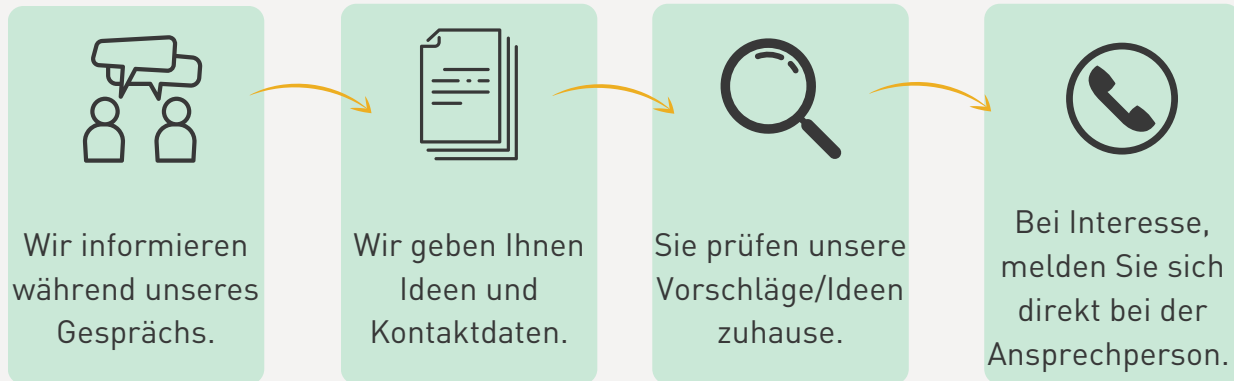 Wir informieren
während unseres
Gesprächs.
Wir geben Ihnen
Ideen und
Kontaktdaten.
Sie prüfen unsere
Vorschläge/Ideen
zuhause.
Bei Interesse,
melden Sie sich
direkt bei der
Ansprechperson.